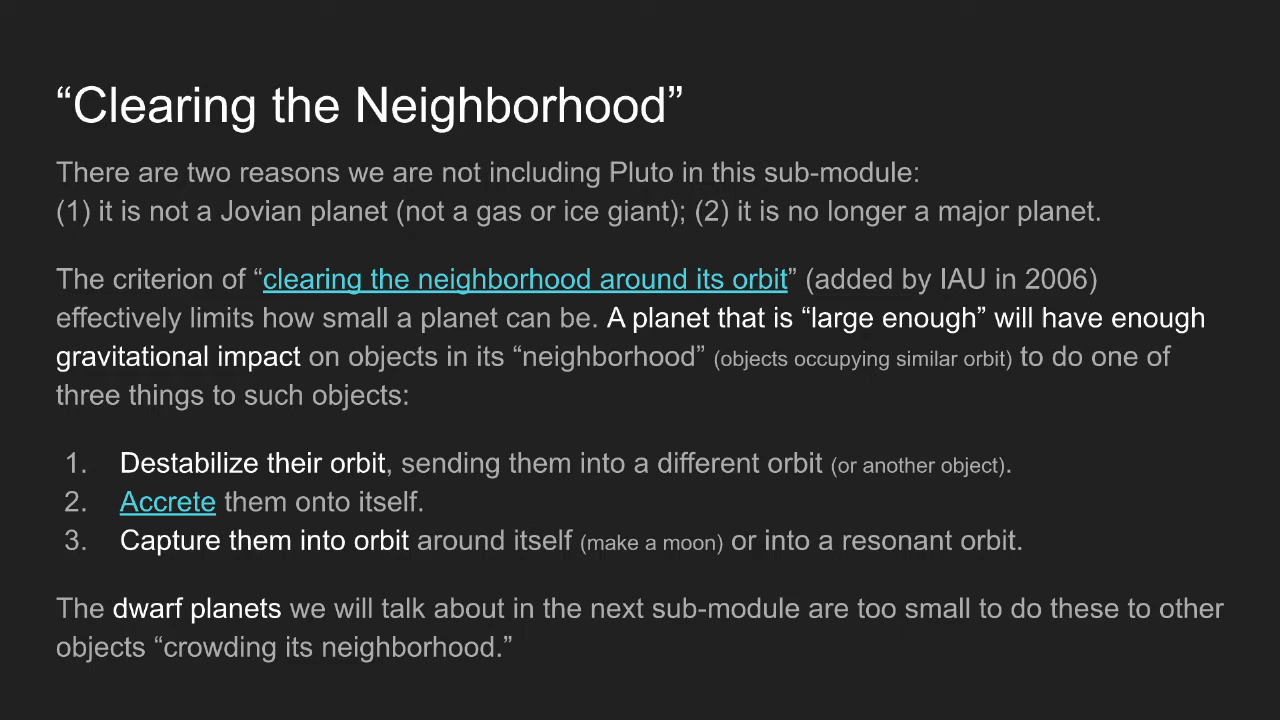 “Clearing the Neighborhood”
There are two reasons we are not including Pluto in this sub-module:
(1) it is not a Jovian planet (not a gas or ice giant); (2) it is no longer a major planet.
The criterion of “clearing the neighborhood around its orbit” (added by IAU in 2006)
effectively limits how small a planet can be. A planet that is “large enough” will have enough
gravitational impact on objects in its “neighborhood” (objects occupying similar orbit) to do one of
three things to such objects:
1. Destabilize their orbit, sending them into a different orbit (or another object).
2. Accrete them onto itself.
3. Capture them into orbit around itself (make a moon) or into a resonant orbit.
The dwarf planets we will talk about in the next sub-module are too small to do these to other
objects “crowding its neighborhood.”